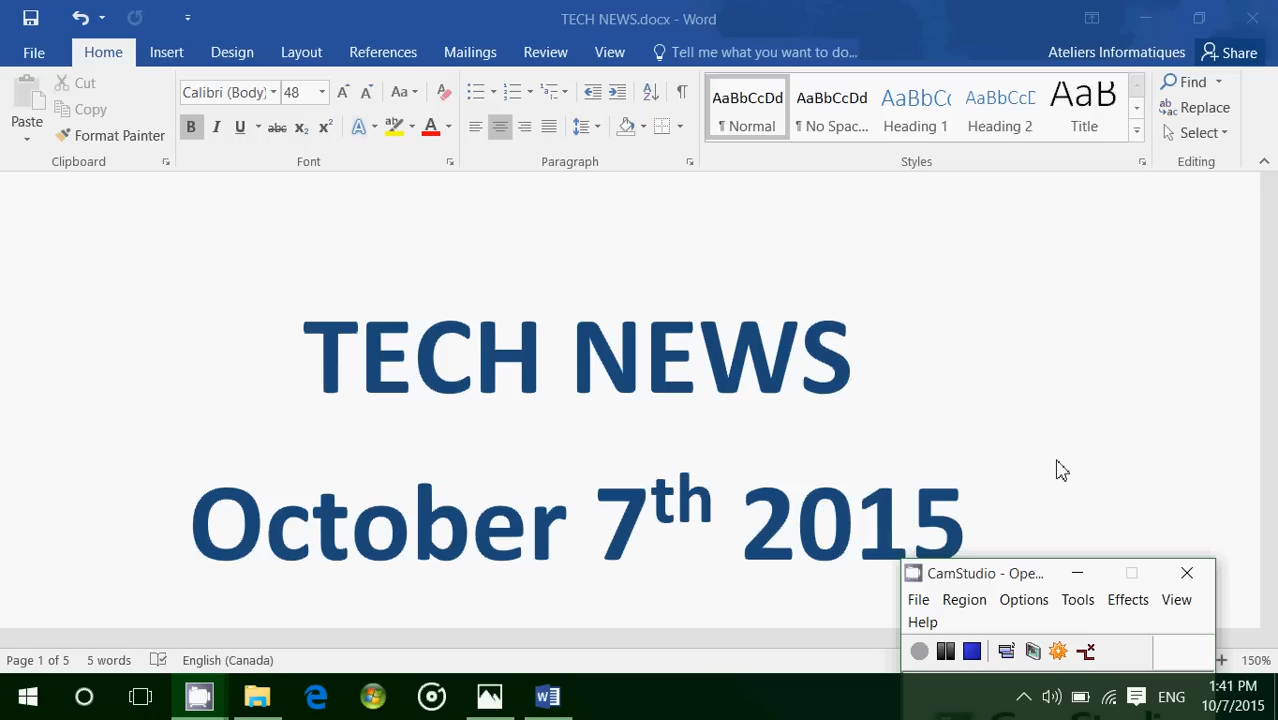 TECH NEWS.docx - Word
File Home Insert Design Layout References Mailings Review View Tell me what you want to do... Ateliers Informatiques Share
Paste Cut Copy Format Painter
Calibri (Body) 48 Aa
B I U abc x₂ x² A A
AaBbCcDd ¶ Normal
AaBbCcDd ¶ No Spac...
AaBbCc Heading 1
AaBbCcD Heading 2
AaB Title
Find
Replace
Select
Clipboard Font Paragraph Styles Editing
TECH NEWS
October 7th 2015
CamStudio - Ope...
File Region Options Tools Effects View
Help
Page 1 of 5 5 words English (Canada) 150%
ENG 1:41 PM
10/7/2015